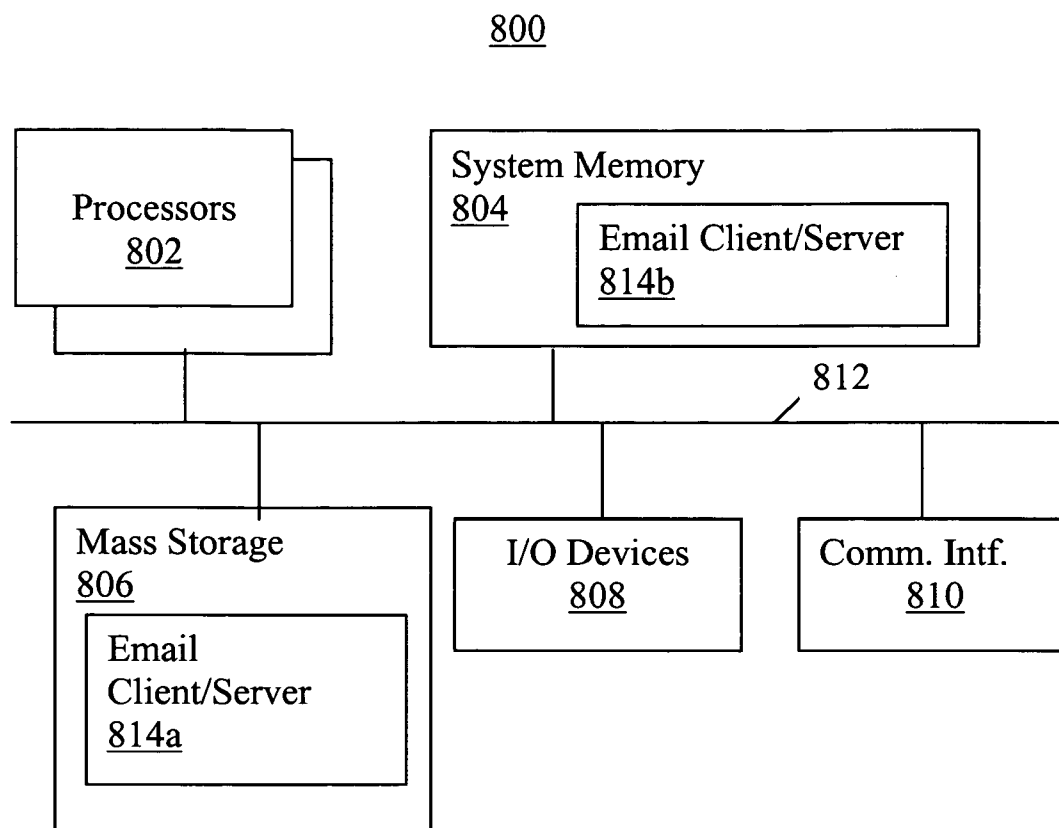 800
Processors
802
System Memory
804
Email Client/Server
814b
812
Mass Storage
806
Email
Client/Server
814a
I/O Devices
808
Comm. Intf.
810